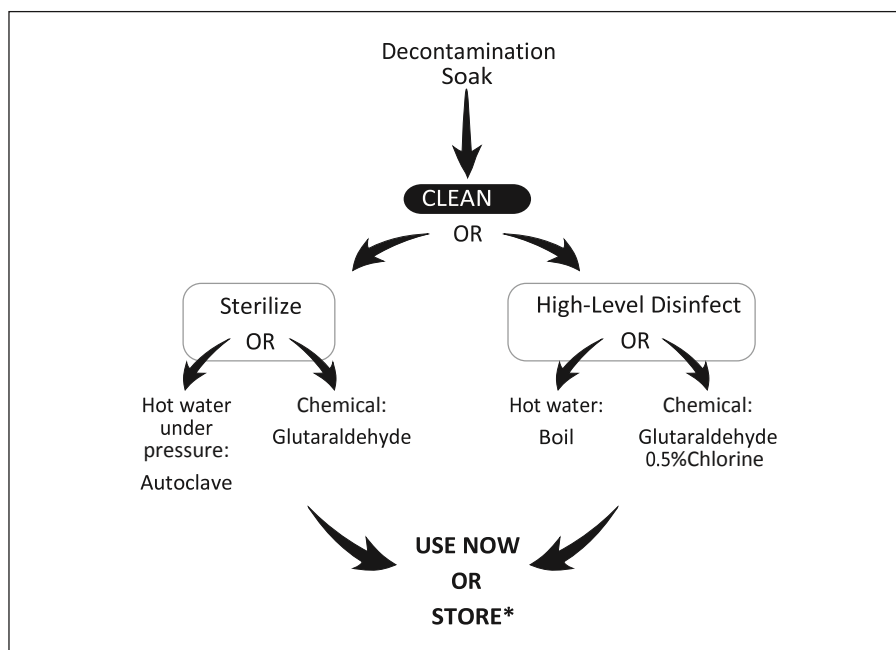 Decontamination
Soak
CLEAN
OR
Sterilize
OR
High-Level Disinfect
OR
Hot water
under
pressure:
Autoclave
Chemical:
Glutaraldehyde
Hot water:
Boil
Chemical:
Glutaraldehyde
0.5%Chlorine
USE NOW
OR
STORE*